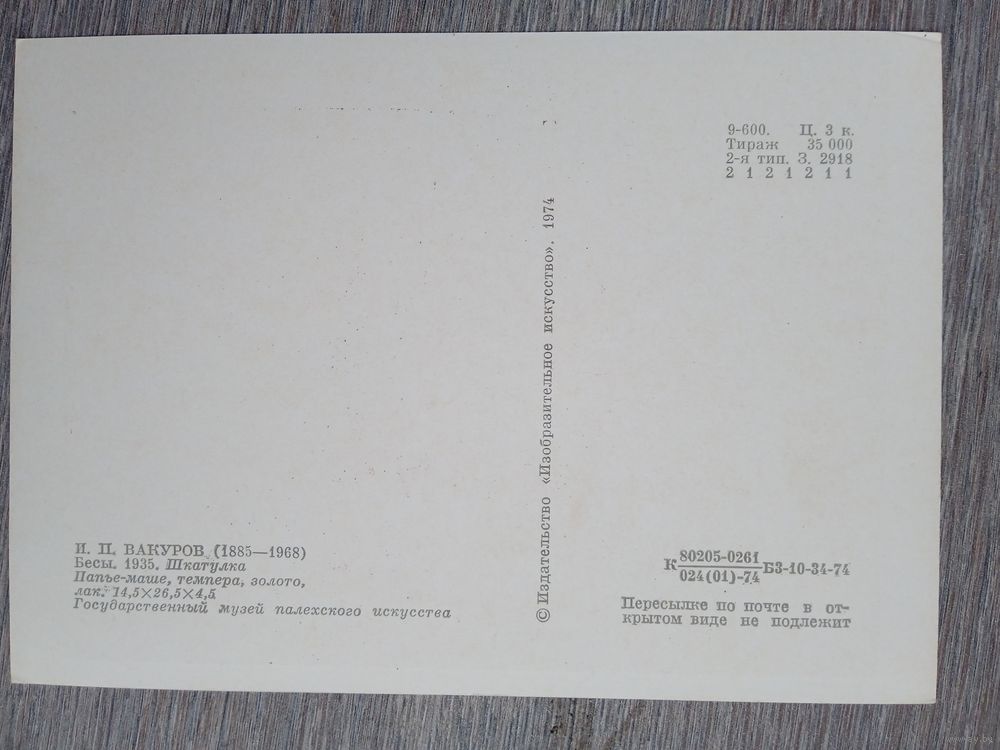 9-600. Ц. 3 к.
Тираж 35 000
2-я тип. З. 2918
2 1 2 1 2 1 1
© Издательство «Изобразительное искусство». 1974
И. П. ВАКУРОВ (1885—1968)
Бесы. 1935. Шкатулка
Папье-маше, темпера, золото,
лак. 14,5×26,5×4,5
Государственный музей палехского искусства
К 80205-0261 БЗ-10-34-74
024(01)-74
Пересылке по почте в от-
крытом виде не подлежит